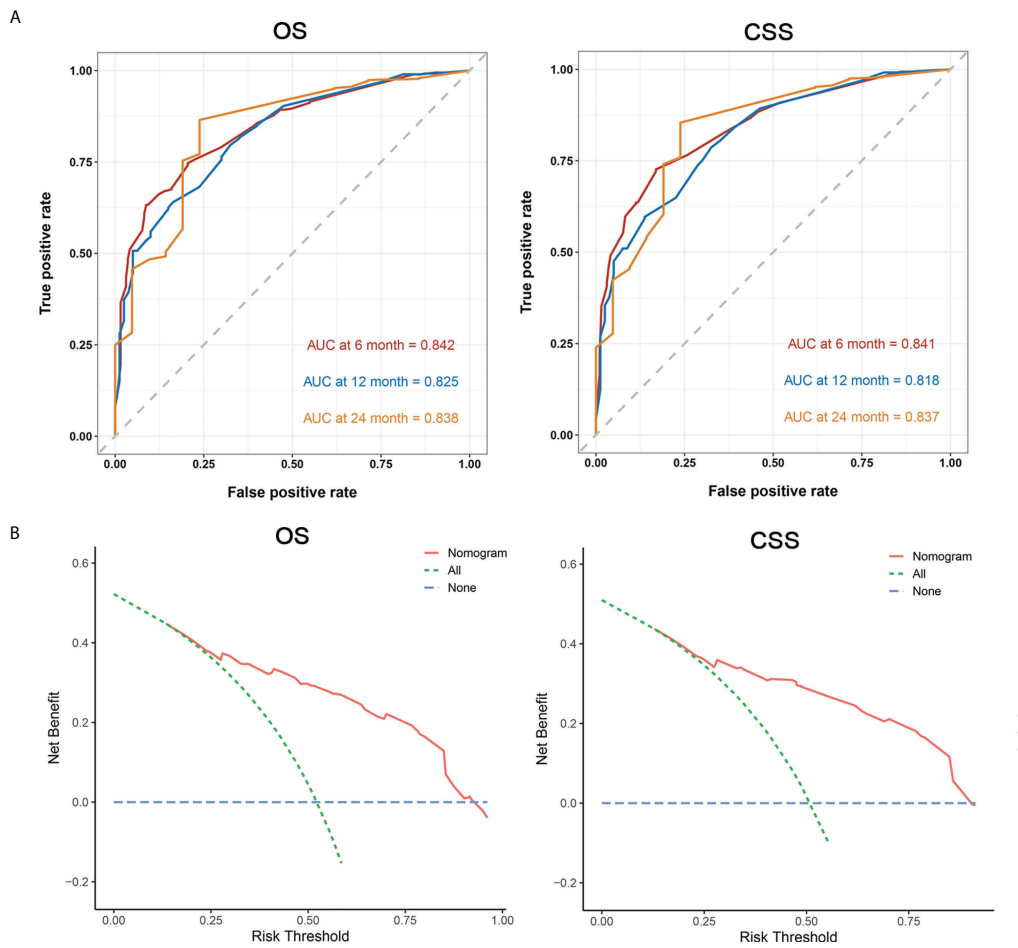 A
OS
CSS
1.00
0.75
0.50
0.25
0.00
True positive rate
AUC at 6 month = 0.842
AUC at 12 month = 0.825
AUC at 24 month = 0.838
0.00 0.25 0.50 0.75 1.00
False positive rate
1.00
0.75
0.50
0.25
0.00
True positive rate
AUC at 6 month = 0.841
AUC at 12 month = 0.818
AUC at 24 month = 0.837
0.00 0.25 0.50 0.75 1.00
False positive rate
B
OS
Nomogram
All
None
0.6
0.4
0.2
0.0
−0.2
Net Benefit
0.00 0.25 0.50 0.75 1.00
Risk Threshold
CSS
Nomogram
All
None
0.6
0.4
0.2
0.0
−0.2
Net Benefit
0.00 0.25 0.50 0.75
Risk Threshold